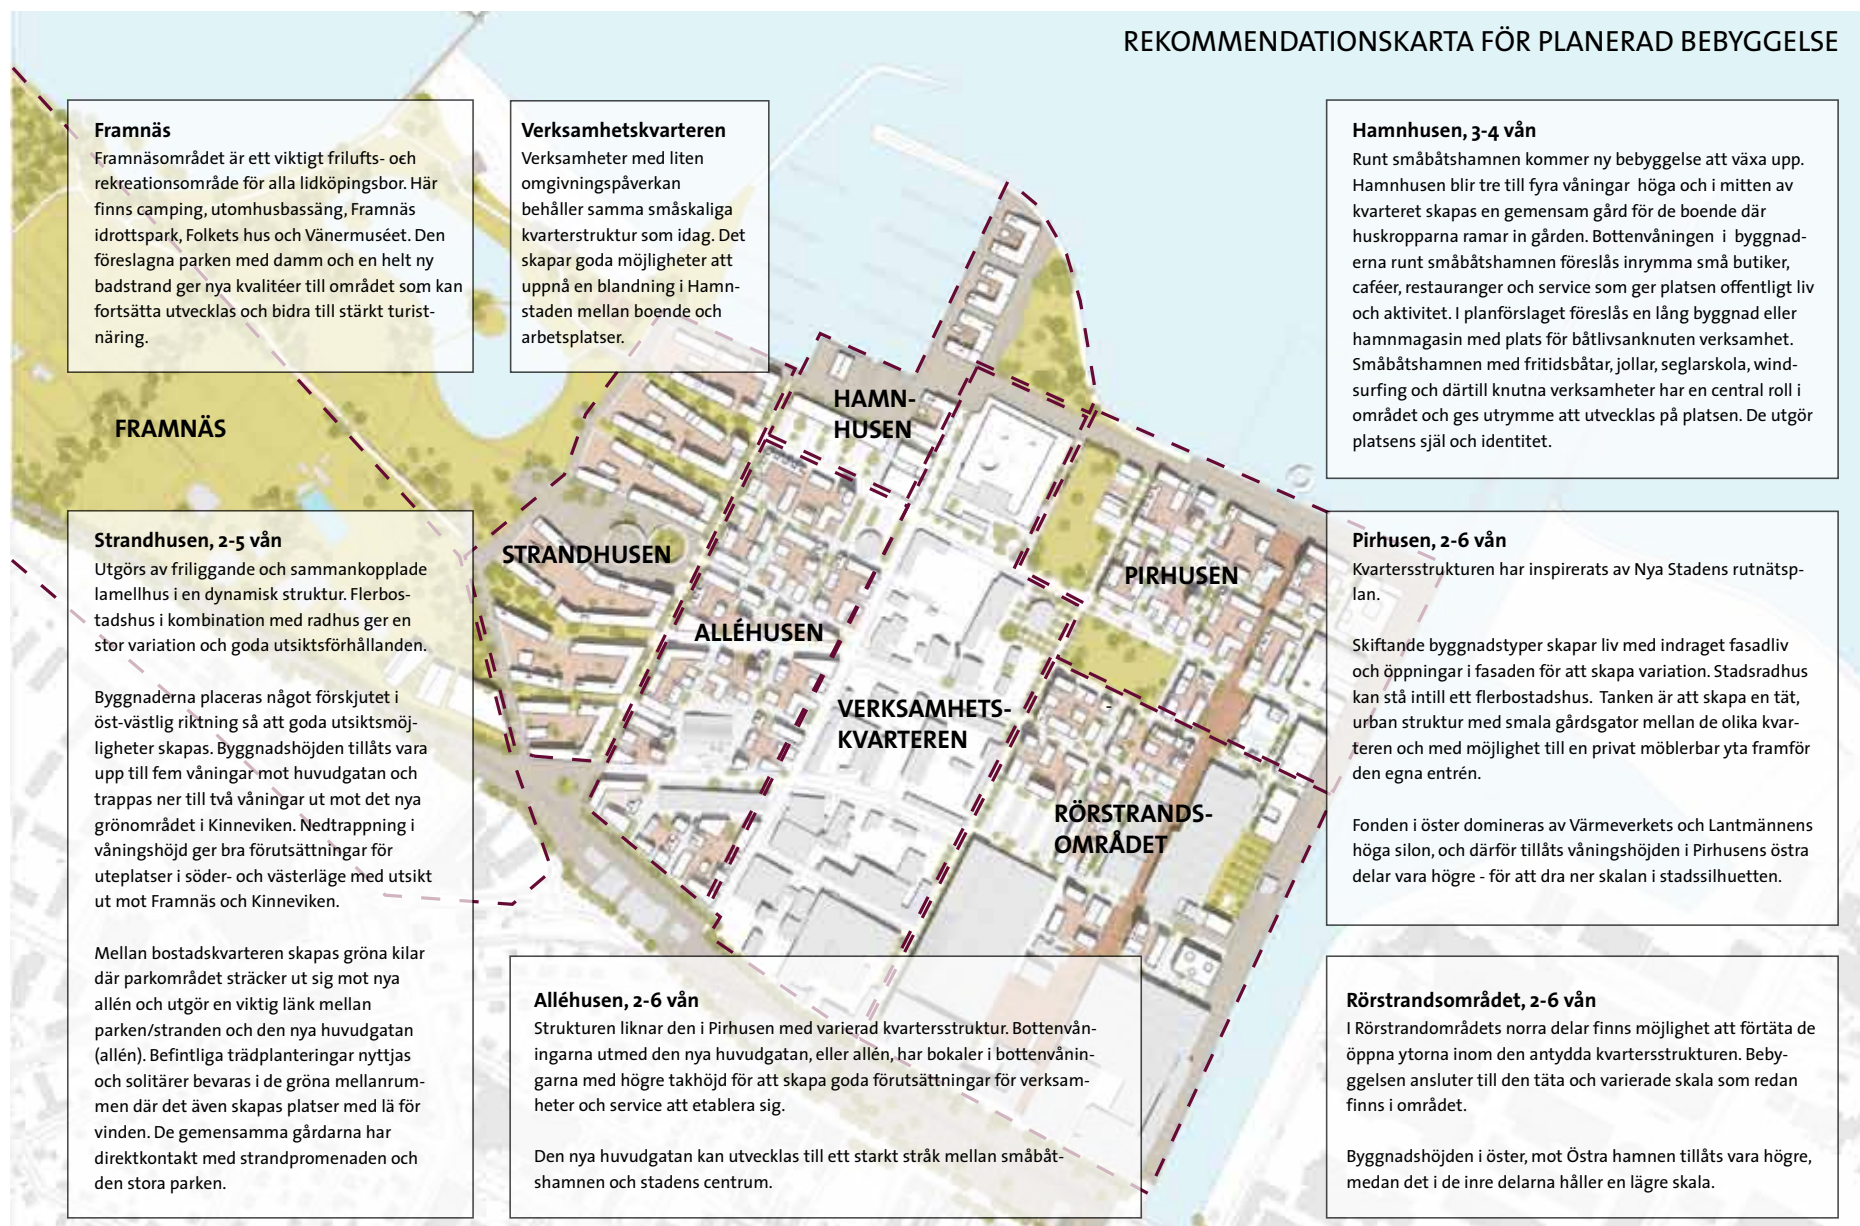 REKOMMENDATIONSKARTA FÖR PLANERAD BEBYGGELSE
Framnäs
Framnäsområdet är ett viktigt frilufts- och
rekreationsområde för alla lidköpingsbor. Här
finns camping, utomhusbassäng, Framnäs
idrottspark, Folkets hus och Vänermuséet. Den
föreslagna parken med damm och en helt ny
badstrand ger nya kvalitéer till området som kan
fortsätta utvecklas och bidra till stärkt turist-
näring.
Verksamhetskvarteren
Verksamheter med liten
omgivningspåverkan
behåller samma småskaliga
kvarterstruktur som idag. Det
skapar goda möjligheter att
uppnå en blandning i Hamn-
staden mellan boende och
arbetsplatser.
Hamnhusen, 3-4 vån
Runt småbåtshamnen kommer ny bebyggelse att växa upp.
Hamnhusen blir tre till fyra våningar höga och i mitten av
kvarteret skapas en gemensam gård för de boende där
huskropparna ramar in gården. Bottenvåningen i byggnad-
erna runt småbåtshamnen föreslås inrymma små butiker,
caféer, restauranger och service som ger platsen offentligt liv
och aktivitet. I planförslaget föreslås en lång byggnad eller
hamnmagasin med plats för båtlivsanknuten verksamhet.
Småbåtshamnen med fritidsbåtar, jollar, seglarskola, wind-
surfing och därtill knutna verksamheter har en central roll i
området och ges utrymme att utvecklas på platsen. De utgör
platsens själ och identitet.
FRAMNÄS
HAMN-
HUSEN
STRANDHUSEN
ALLÉHUSEN
PIRHUSEN
VERKSAMHETS-
KVARTEREN
RÖRSTRANDS-
OMRÅDET
Strandhusen, 2-5 vån
Utgörs av friliggande och sammankopplade
lamellhus i en dynamisk struktur. Flerbos-
tadshus i kombination med radhus ger en
stor variation och goda utsiktsförhållanden.
Byggnaderna placeras något förskjutet i
öst-västlig riktning så att goda utsiktsmöj-
ligheter skapas. Byggnadshöjden tillåts vara
upp till fem våningar mot huvudgatan och
trappas ner till två våningar ut mot det nya
grönområdet i Kinneviken. Nedtrappning i
våningshöjd ger bra förutsättningar för
uteplatser i söder- och västerläge med utsikt
ut mot Framnäs och Kinneviken.
Mellan bostadskvarteren skapas gröna kilar
där parkområdet sträcker ut sig mot nya
allén och utgör en viktig länk mellan
parken/stranden och den nya huvudgatan
(allén). Befintliga trädplanteringar nyttjas
och solitärer bevaras i de gröna mellanrum-
men där det även skapas platser med lä för
vinden. De gemensamma gårdarna har
direktkontakt med strandpromenaden och
den stora parken.
Pirhusen, 2-6 vån
Kvartersstrukturen har inspirerats av Nya Stadens rutnätsp-
lan.
Skiftande byggnadstyper skapar liv med indraget fasadliv
och öppningar i fasaden för att skapa variation. Stadsradhus
kan stå intill ett flerbostadshus. Tanken är att skapa en tät,
urban struktur med smala gårdsgator mellan de olika kvar-
teren och med möjlighet till en privat möblerbar yta framför
den egna entrén.
Fonden i öster domineras av Värmeverkets och Lantmännens
höga silon, och därför tillåts våningshöjden i Pirhusens östra
delar vara högre - för att dra ner skalan i stadssilhuetten.
Alléhusen, 2-6 vån
Strukturen liknar den i Pirhusen med varierad kvartersstruktur. Bottenvån-
ingarna utmed den nya huvudgatan, eller allén, har bokaler i bottenvånin-
garna med högre takhöjd för att skapa goda förutsättningar för verksam-
heter och service att etablera sig.
Den nya huvudgatan kan utvecklas till ett starkt stråk mellan småbåt-
shamnen och stadens centrum.
Rörstrandsområdet, 2-6 vån
I Rörstrandområdets norra delar finns möjlighet att förtäta de
öppna ytorna inom den antydda kvartersstrukturen. Beby-
ggelsen ansluter till den täta och varierade skala som redan
finns i området.
Byggnadshöjden i öster, mot Östra hamnen tillåts vara högre,
medan det i de inre delarna håller en lägre skala.